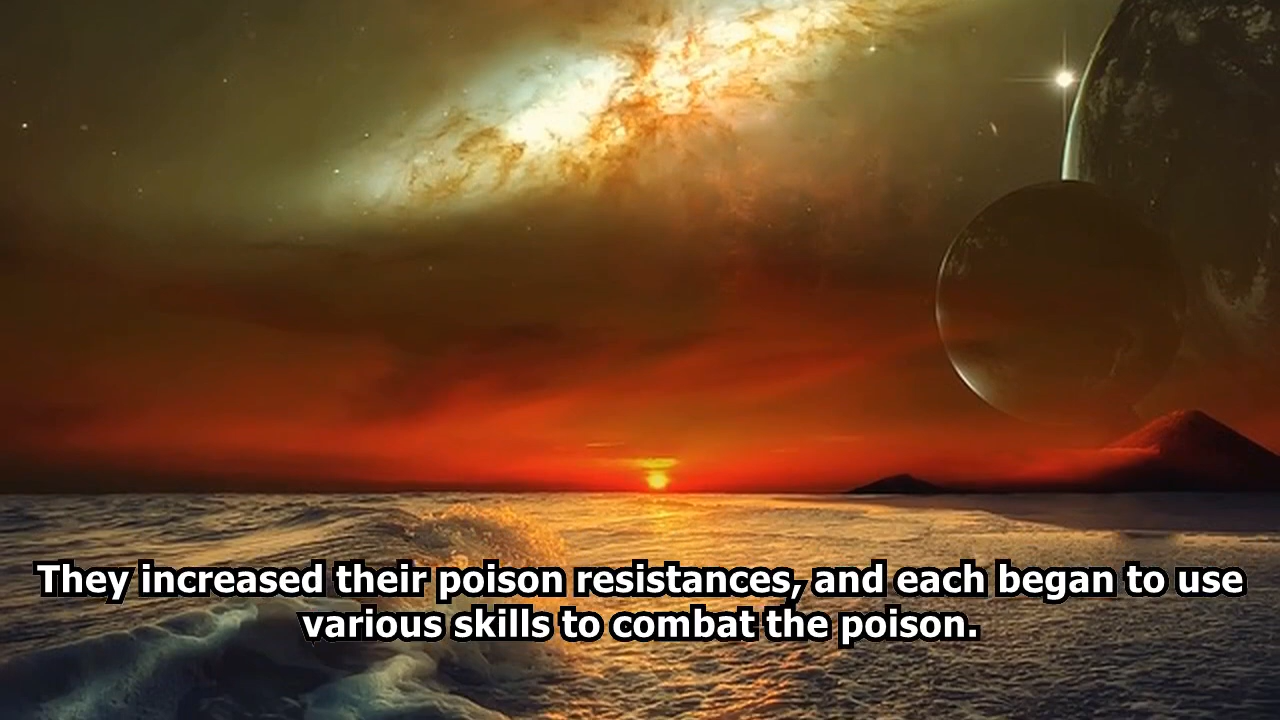 They increased their poison resistances, and each began to use
various skills to combat the poison.